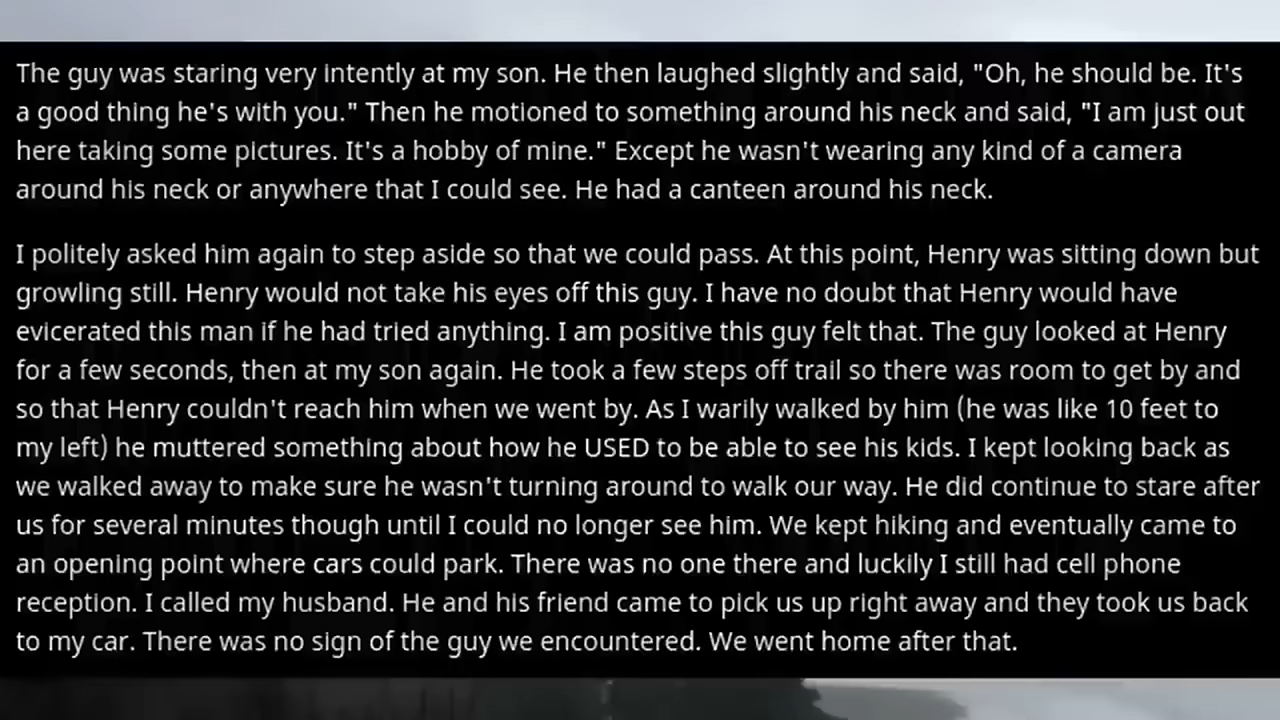 The guy was staring very intently at my son. He then laughed slightly and said, "Oh, he should be. It's
a good thing he's with you." Then he motioned to something around his neck and said, "I am just out
here taking some pictures. It's a hobby of mine." Except he wasn't wearing any kind of a camera
around his neck or anywhere that I could see. He had a canteen around his neck.
I politely asked him again to step aside so that we could pass. At this point, Henry was sitting down but
growling still. Henry would not take his eyes off this guy. I have no doubt that Henry would have
evicerated this man if he had tried anything. I am positive this guy felt that. The guy looked at Henry
for a few seconds, then at my son again. He took a few steps off trail so there was room to get by and
so that Henry couldn't reach him when we went by. As I warily walked by him (he was like 10 feet to
my left) he muttered something about how he USED to be able to see his kids. I kept looking back as
we walked away to make sure he wasn't turning around to walk our way. He did continue to stare after
us for several minutes though until I could no longer see him. We kept hiking and eventually came to
an opening point where cars could park. There was no one there and luckily I still had cell phone
reception. I called my husband. He and his friend came to pick us up right away and they took us back
to my car. There was no sign of the guy we encountered. We went home after that.